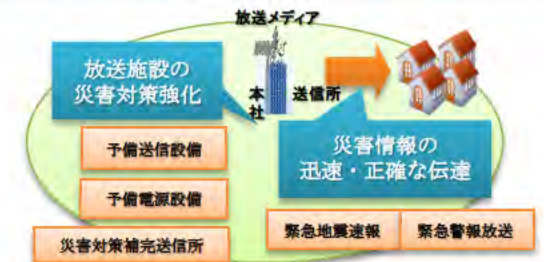 放送メディア
放送施設の
災害対策強化
本社
送信所
予備送信設備
予備電源設備
災害対策補完送信所
災害情報の
迅速・正確な伝達
緊急地震速報
緊急警報放送